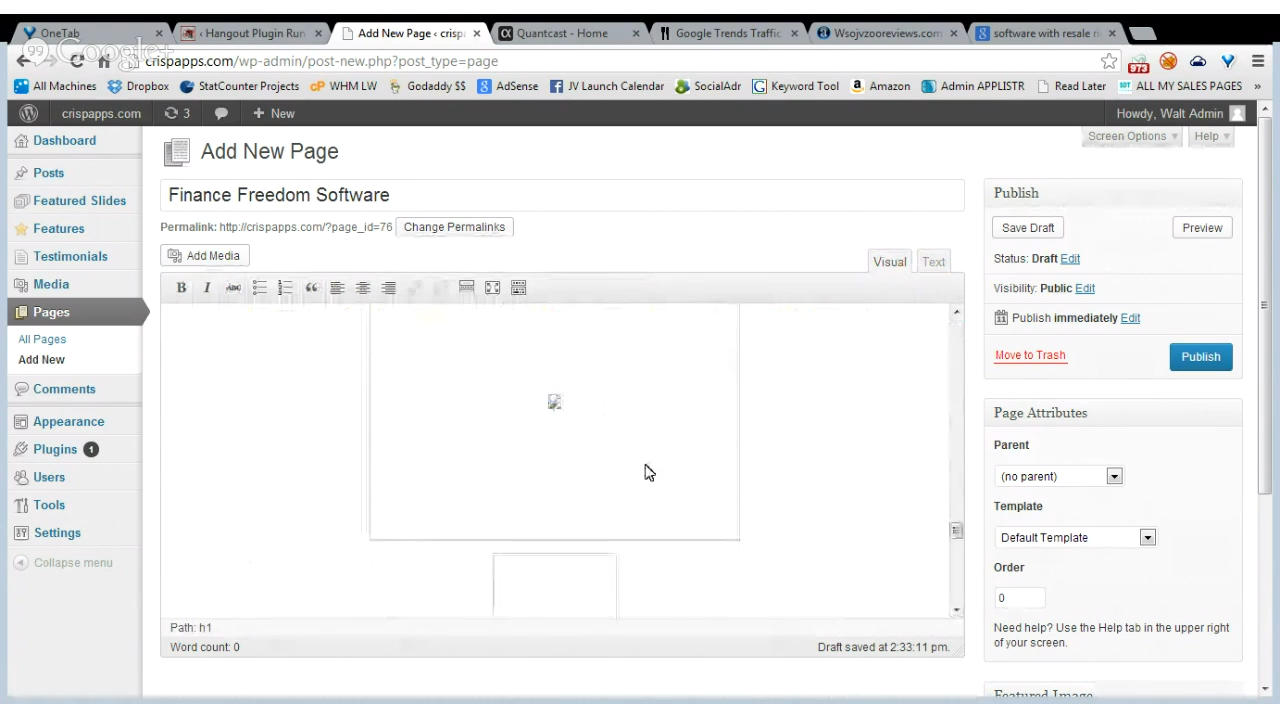 OneTab
‹ Hangout Plugin Run
Add New Page ‹ crispa
Quantcast - Home
Google Trends Traffic
Wsojvzooreviews.com
software with resale ri
Google+
crispapps.com/wp-admin/post-new.php?post_type=page
973
All Machines
Dropbox
StatCounter Projects
WHM LW
Godaddy $$
AdSense
JV Launch Calendar
SocialAdr
Keyword Tool
Amazon
Admin APPLISTR
Read Later
ALL MY SALES PAGES
»
crispapps.com
3
+ New
Howdy, Walt Admin
Screen Options
Help
Dashboard
Posts
Featured Slides
Features
Testimonials
Media
Pages
All Pages
Add New
Comments
Appearance
Plugins 1
Users
Tools
Settings
Collapse menu
Add New Page
Finance Freedom Software
Permalink: http://crispapps.com/?page_id=76
Change Permalinks
Add Media
Visual
Text
B I ABC
Path: h1
Word count: 0
Draft saved at 2:33:11 pm.
Publish
Save Draft
Preview
Status: Draft Edit
Visibility: Public Edit
Publish immediately Edit
Move to Trash
Publish
Page Attributes
Parent
(no parent)
Template
Default Template
Order
0
Need help? Use the Help tab in the upper right
of your screen.
Featured Image